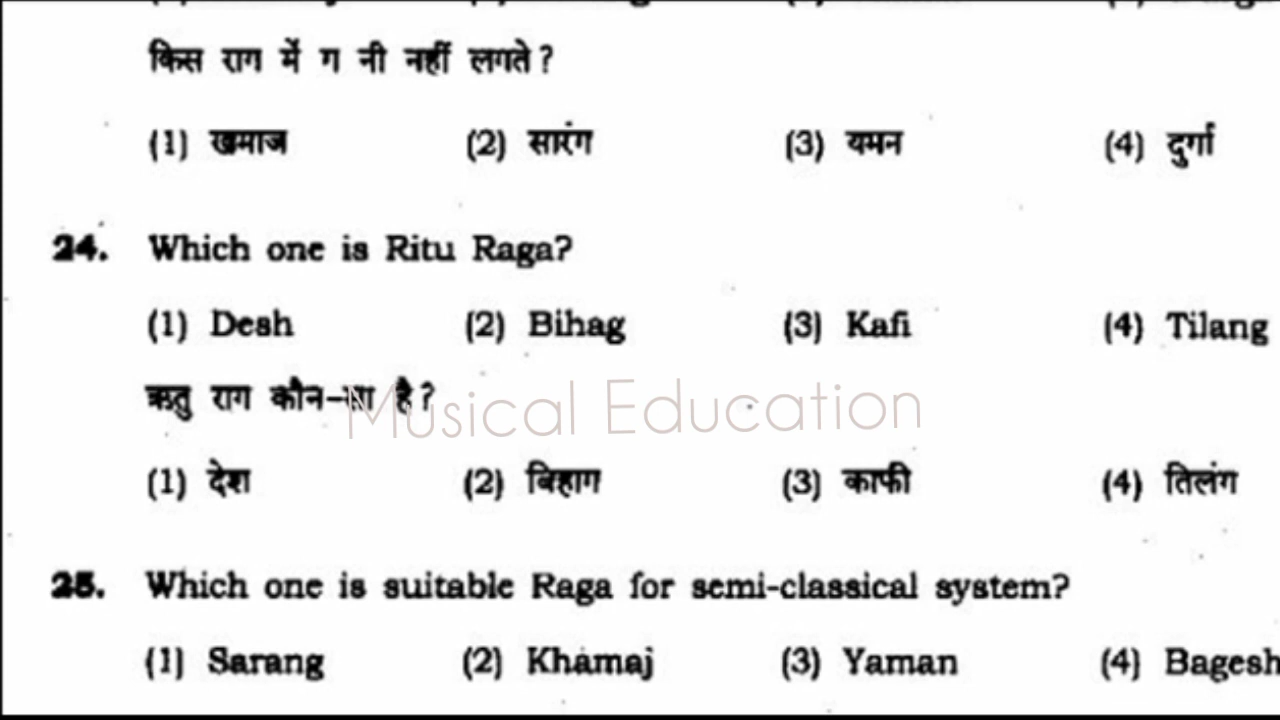 किस राग में ग नी नहीं लगते?
(1) खमाज (2) सारंग (3) यमन (4) दुर्गा
24. Which one is Ritu Raga?
(1) Desh (2) Bihag (3) Kafi (4) Tilang
ऋतु राग कौन-सा है?
Musical Education
(1) देश (2) बिहाग (3) काफी (4) तिलंग
25. Which one is suitable Raga for semi-classical system?
(1) Sarang (2) Khamaj (3) Yaman (4) Bagesh